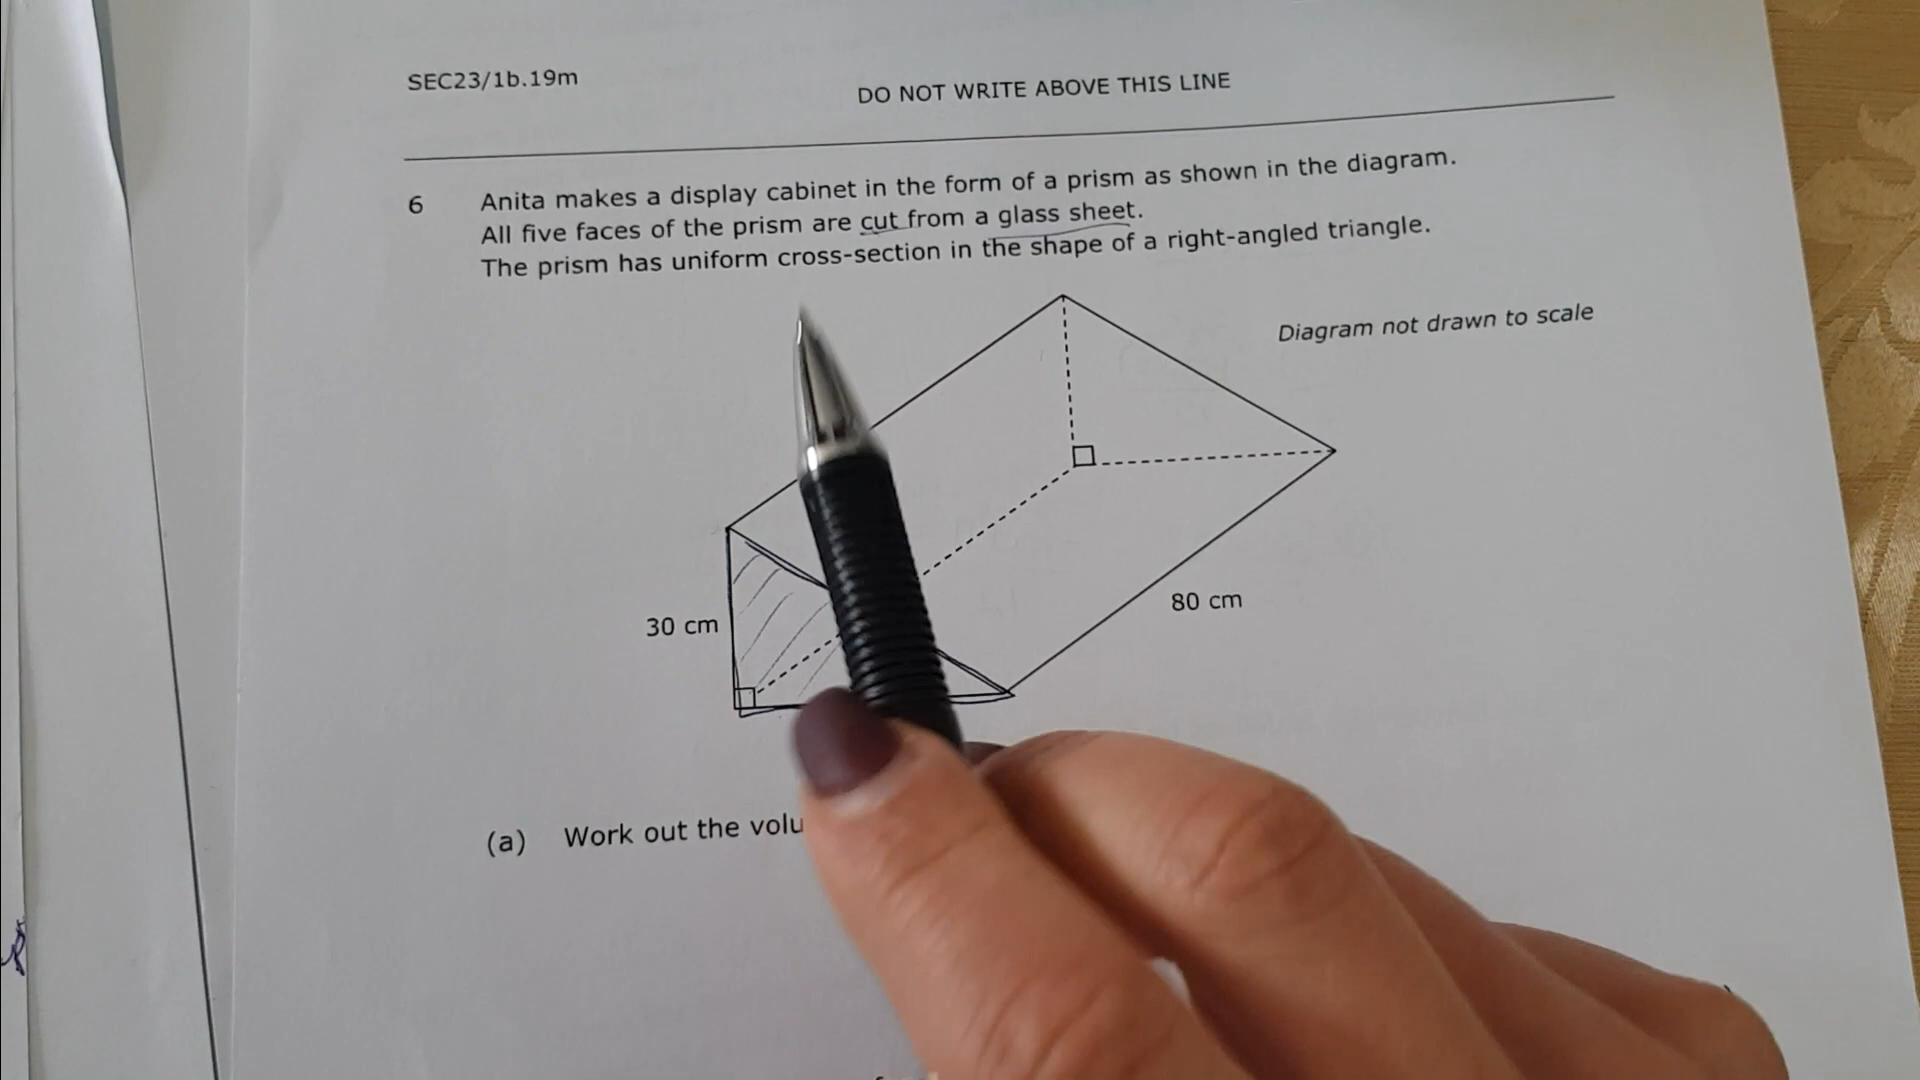 SEC23/1b.19m
DO NOT WRITE ABOVE THIS LINE
6 Anita makes a display cabinet in the form of a prism as shown in the diagram.
All five faces of the prism are cut from a glass sheet.
The prism has uniform cross-section in the shape of a right-angled triangle.
Diagram not drawn to scale
30 cm
80 cm
(a) Work out the